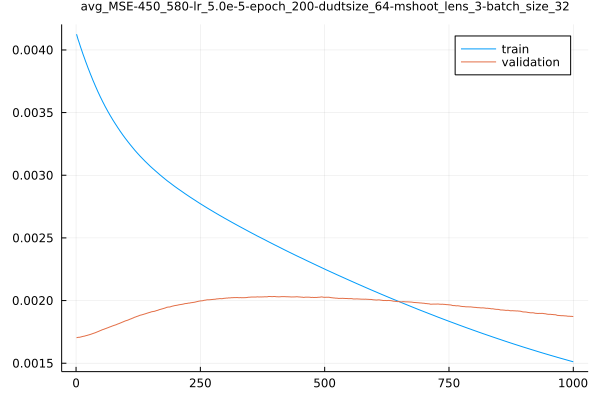 avg_MSE-450_580-lr_5.0e-5-epoch_200-dudtsize_64-mshoot_lens_3-batch_size_32
train
validation
0.0040
0.0035
0.0030
0.0025
0.0020
0.0015
0 250 500 750 1000